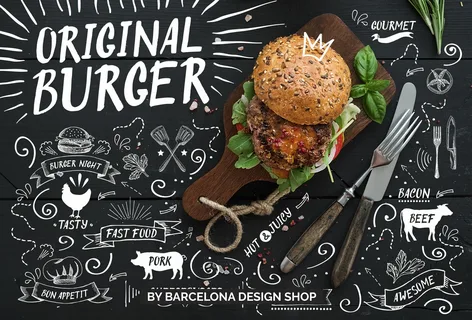 ORIGINAL
BURGER
GOURMET
BURGER NIGHT
TASTY
FAST FOOD
PORK
BON APPETIT
HOT & JUICY
BACON
BEEF
AWESOME
BY BARCELONA DESIGN SHOP